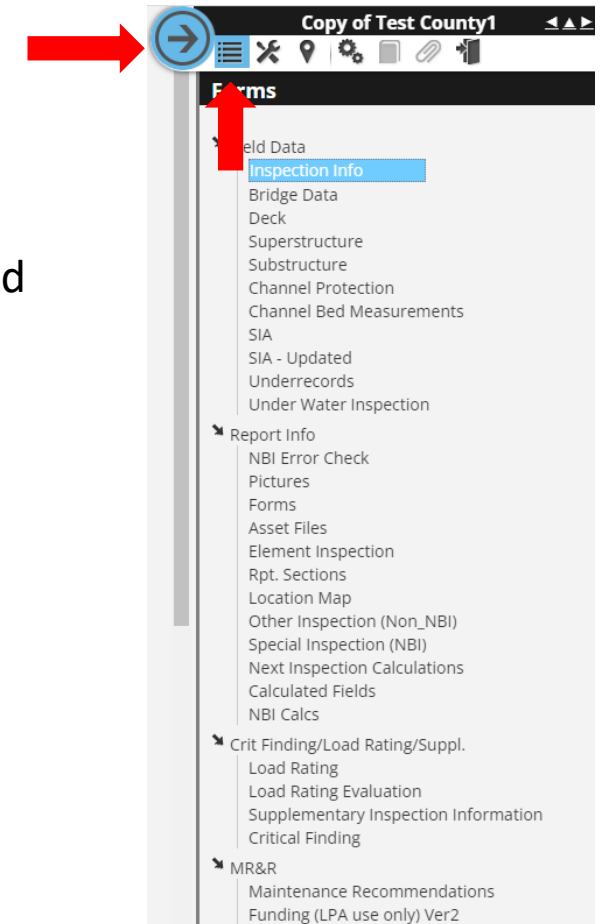 Copy of Test County1
Forms
eld Data
Inspection Info
Bridge Data
Deck
Superstructure
d
Substructure
Channel Protection
Channel Bed Measurements
SIA
SIA - Updated
Underrecords
Under Water Inspection
Report Info
NBI Error Check
Pictures
Forms
Asset Files
Element Inspection
Rpt. Sections
Location Map
Other Inspection (Non_NBI)
Special Inspection (NBI)
Next Inspection Calculations
Calculated Fields
NBI Calcs
Crit Finding/Load Rating/Suppl.
Load Rating
Load Rating Evaluation
Supplementary Inspection Information
Critical Finding
MR&R
Maintenance Recommendations
Funding (LPA use only) Ver2